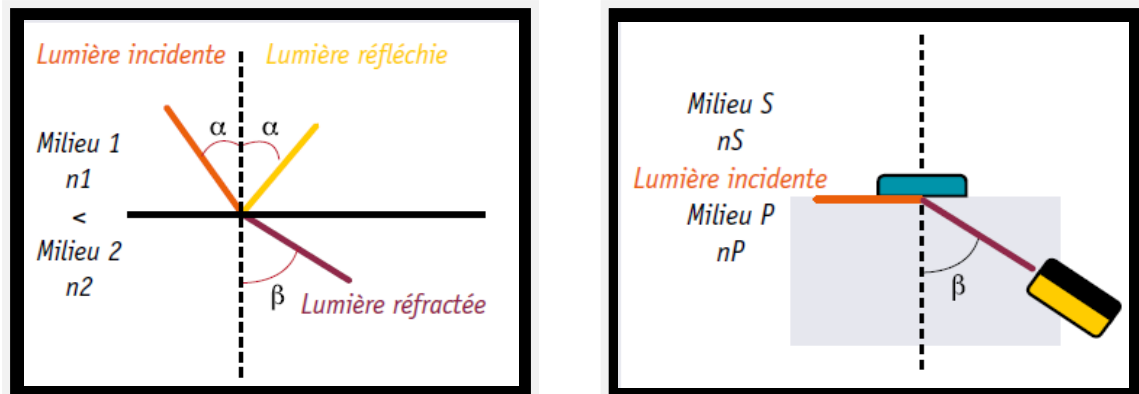 Lumière incidente
Lumière réfléchie
α
α
Milieu 1
n1
<
Milieu 2
n2
β
Lumière réfractée
Milieu S
nS
Lumière incidente
Milieu P
nP
β